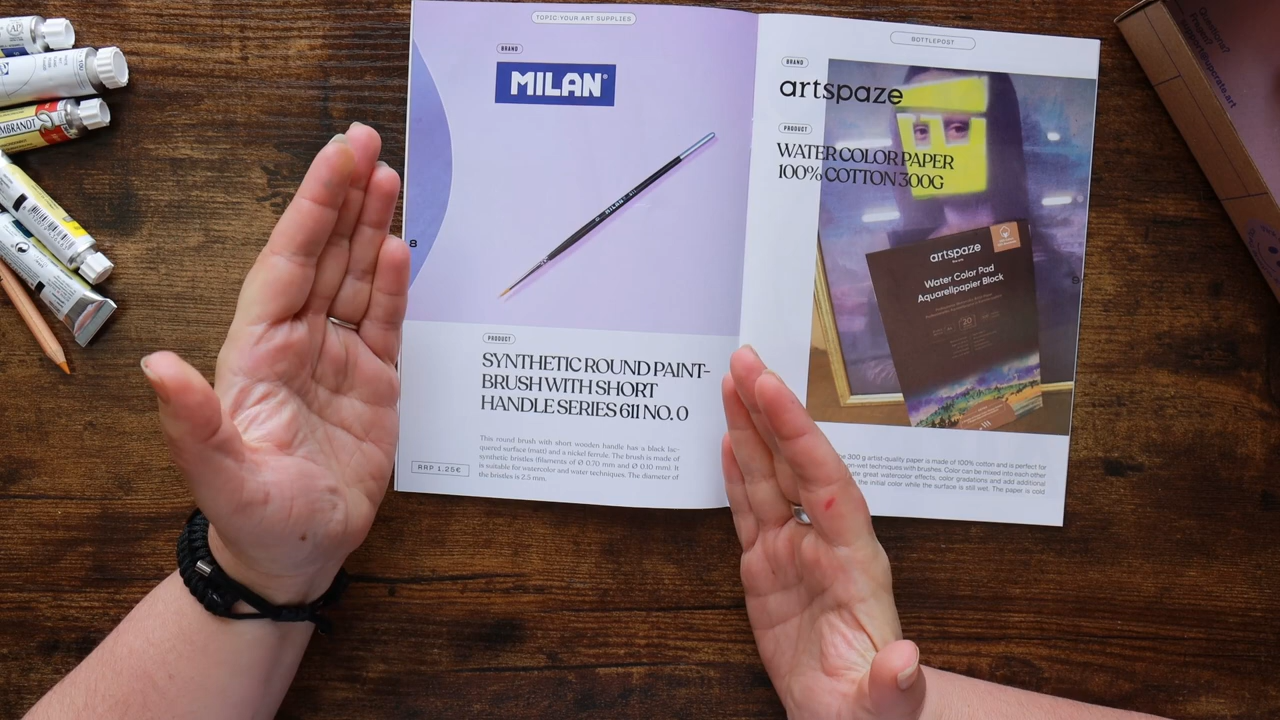 TOPIC YOUR ART SUPPLIES
BRAND
MILAN
8
PRODUCT
SYNTHETIC ROUND PAINT-
BRUSH WITH SHORT
HANDLE SERIES 611 NO. 0
This round brush with short wooden handle has a black lac-
quered surface (matt) and a nickel ferrule. The brush is made of
synthetic bristles (filaments of Ø 0.70 mm and Ø 0.10 mm). It
is suitable for watercolor and water techniques. The diameter of
the bristles is 2.5 mm.
RRP 1.25€
BOTTLEPOST
BRAND
artspaze
PRODUCT
WATER COLOR PAPER
100% COTTON 300G
artspaze
Water Color Pad
Aquarellpapier Block
9
300 g artist-quality paper is made of 100% cotton and is perfect for
on-wet techniques with brushes. Color can be mixed into each other
great watercolor effects, color gradations and add additional
the initial color while the surface is still wet. The paper is cold
MBRANDT
Questions?
upcrate.art